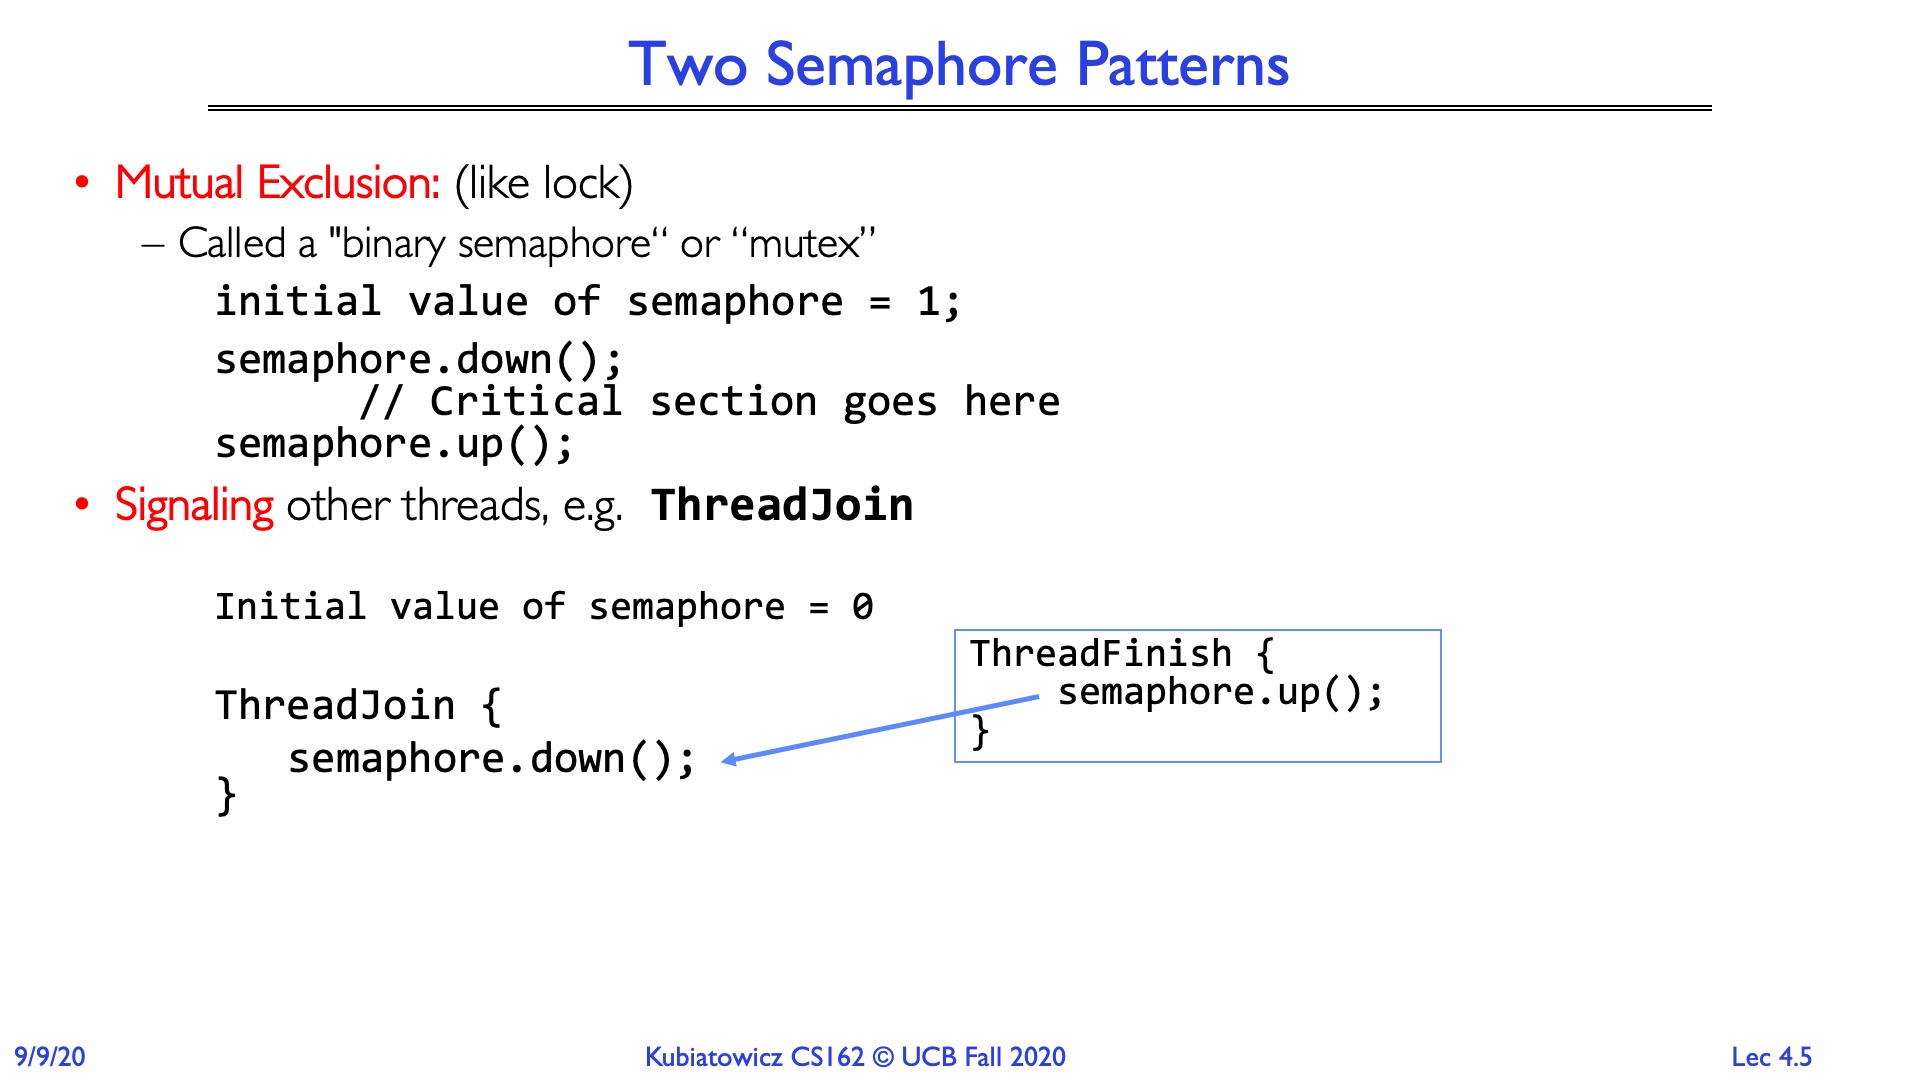 Two Semaphore Patterns
• Mutual Exclusion: (like lock)
– Called a "binary semaphore“ or “mutex”
initial value of semaphore = 1;
semaphore.down();
// Critical section goes here
semaphore.up();
• Signaling other threads, e.g. ThreadJoin
Initial value of semaphore = 0
ThreadJoin {
semaphore.down();
}
ThreadFinish {
semaphore.up();
}
9/9/20
Kubiatowicz CS162 © UCB Fall 2020
Lec 4.5